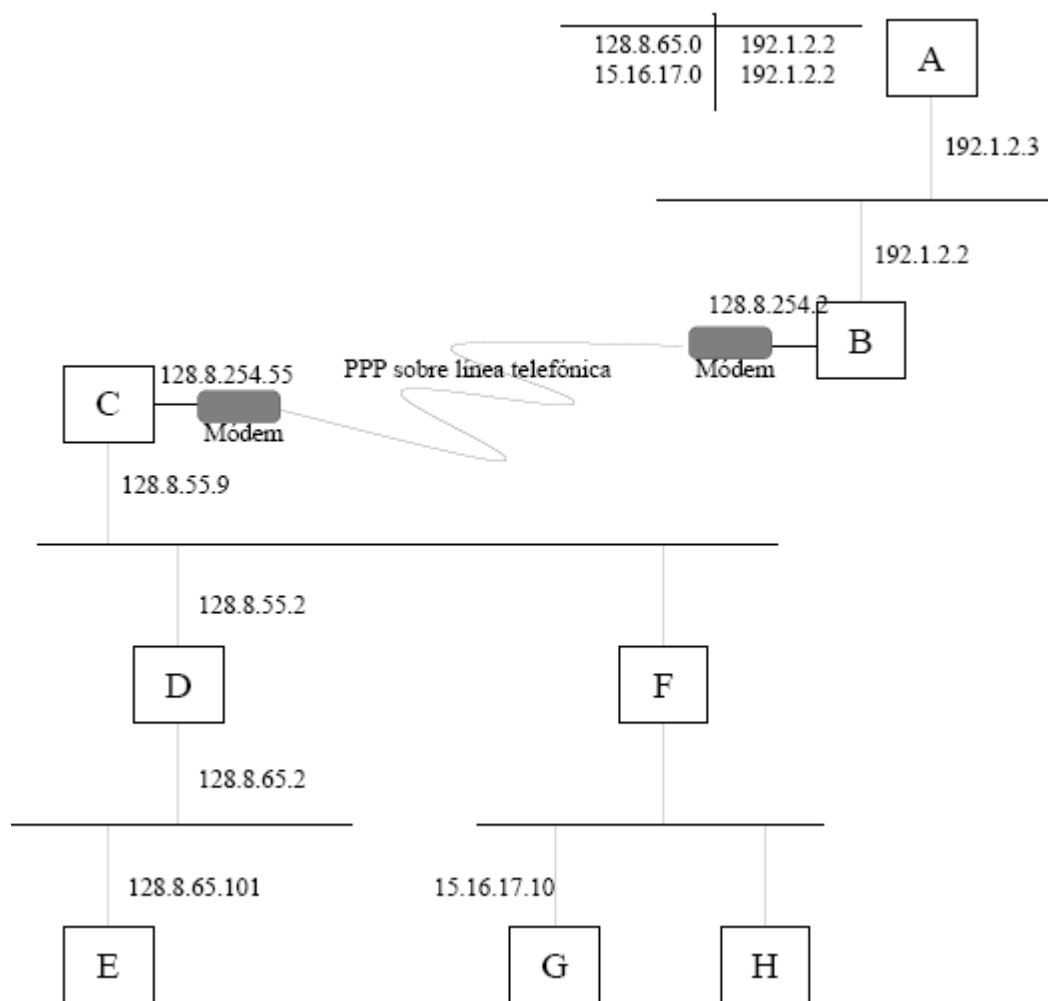 128.8.65.0 192.1.2.2
15.16.17.0 192.1.2.2
A
192.1.2.3
192.1.2.2
128.8.254.2
B
Módem
PPP sobre línea telefónica
128.8.254.55
C
Módem
128.8.55.9
128.8.55.2
D
F
128.8.65.2
128.8.65.101
15.16.17.10
E
G
H